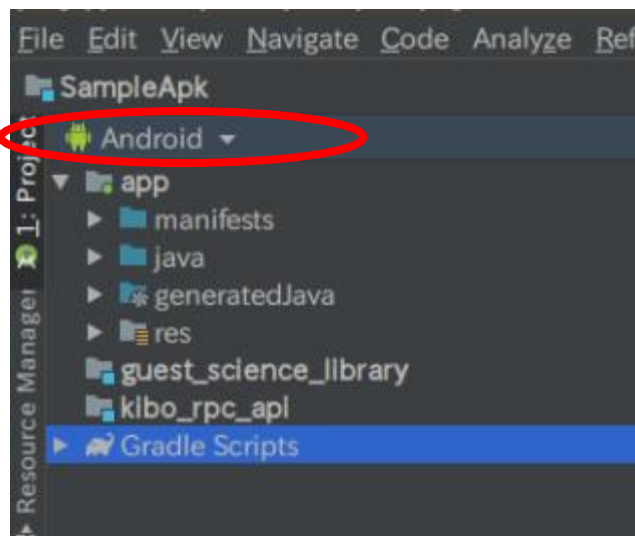 File Edit View Navigate Code Analyze Ref
SampleApk
Android
app
manifests
java
generatedJava
res
guest_science_library
kibo_rpc_api
Gradle Scripts
1: Project
Resource Manager